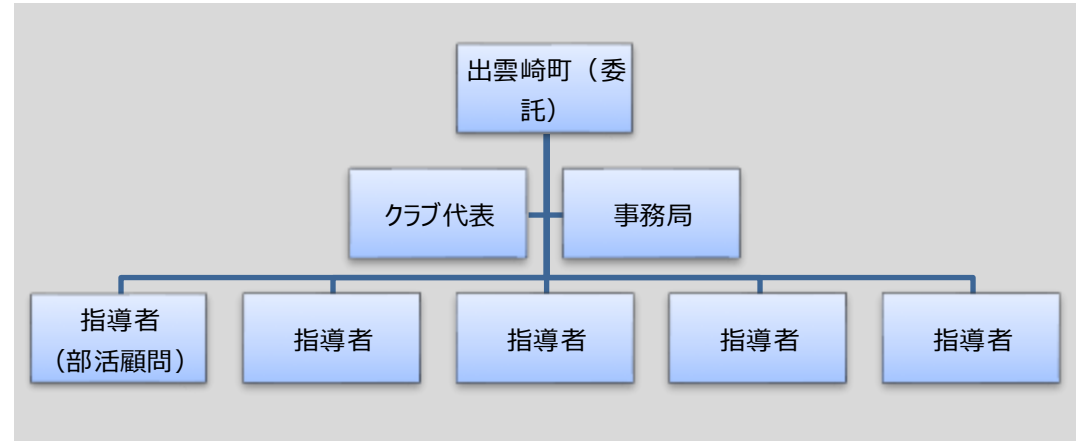 出雲崎町（委
託）
クラブ代表
事務局
指導者
（部活顧問）
指導者
指導者
指導者
指導者